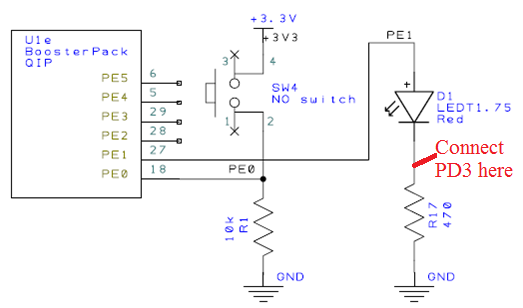 U1e
BoosterPack
QIP
PE5 6
PE4 5
PE3 29
PE2 28
PE1 27
PE0 18
+3.3V
+3V3
3
4
SW4
NO switch
1
2
PE0
10k
R1
GND
PE1
+
D1
LEDT1.75
Red
Connect
PD3 here
R17
470
GND